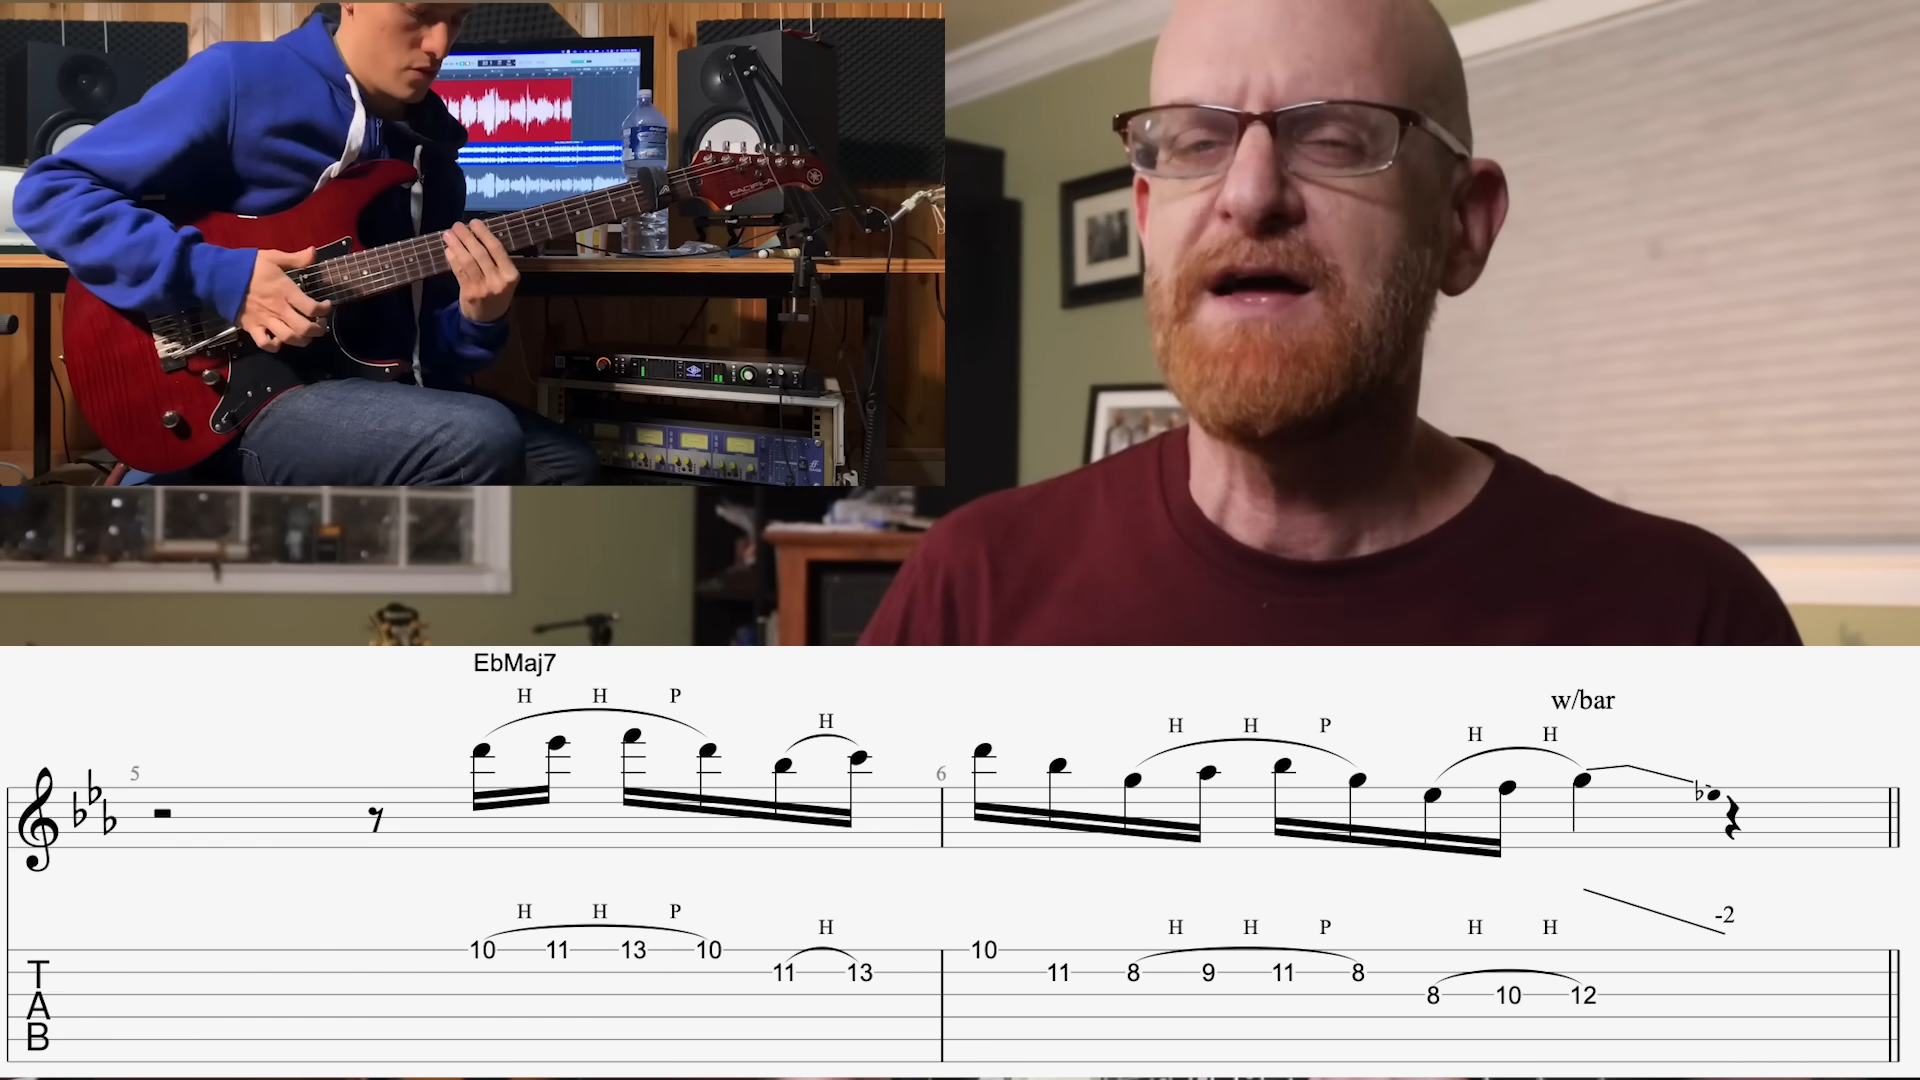 PACIFICA
EbMaj7
H H P H
w/bar
H H P H H
5 6
-2
H H P H H H P H H
10 11 13 10 10
T 11 13 11 8 9 11 8
A 8 10 12
B